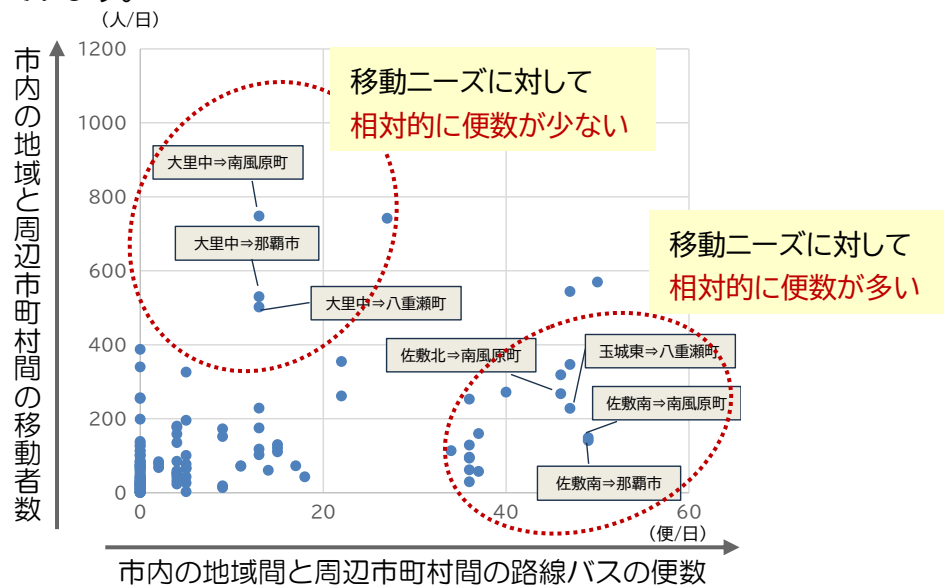 （人/日）
市内の地域と周辺市町村間の移動者数
1200
1000
800
600
400
200
0
移動ニーズに対して
相対的に便数が少ない
大里中⇒南風原町
大里中⇒那覇市
大里中⇒八重瀬町
移動ニーズに対して
相対的に便数が多い
佐敷北⇒南風原町
玉城東⇒八重瀬町
佐敷南⇒南風原町
佐敷南⇒那覇市
0
20
40
60
（便/日）
市内の地域間と周辺市町村間の路線バスの便数